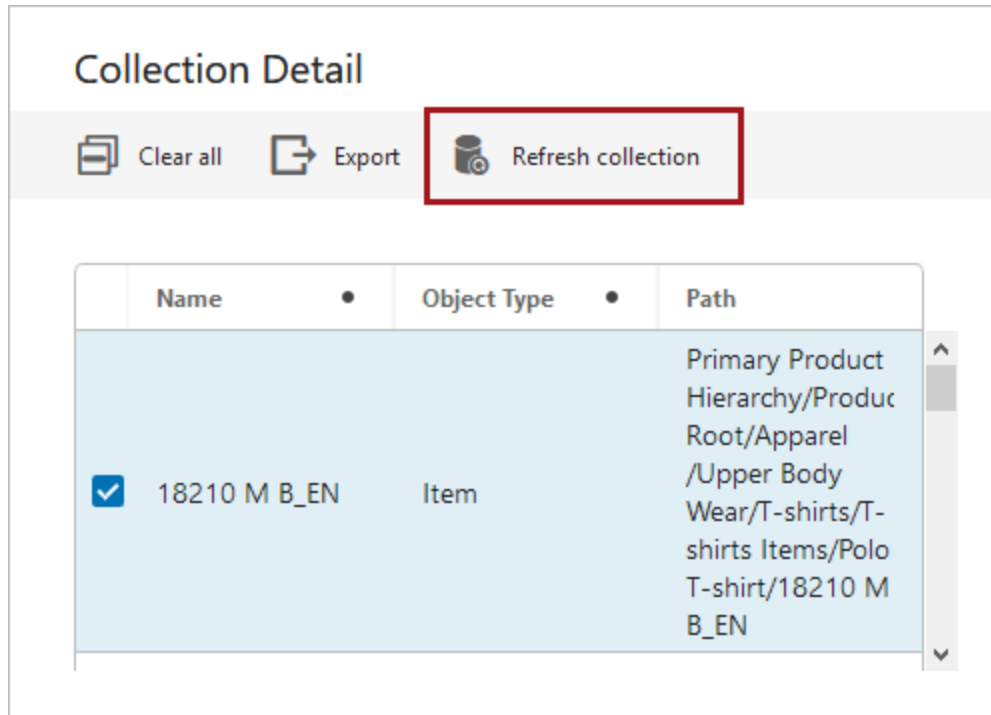 Collection Detail
Clear all Export Refresh collection
Name Object Type Path
18210 M B_EN Item
Primary Product
Hierarchy/Produc
Root/Apparel
/Upper Body
Wear/T-shirts/T-
shirts Items/Polo
T-shirt/18210 M
B_EN